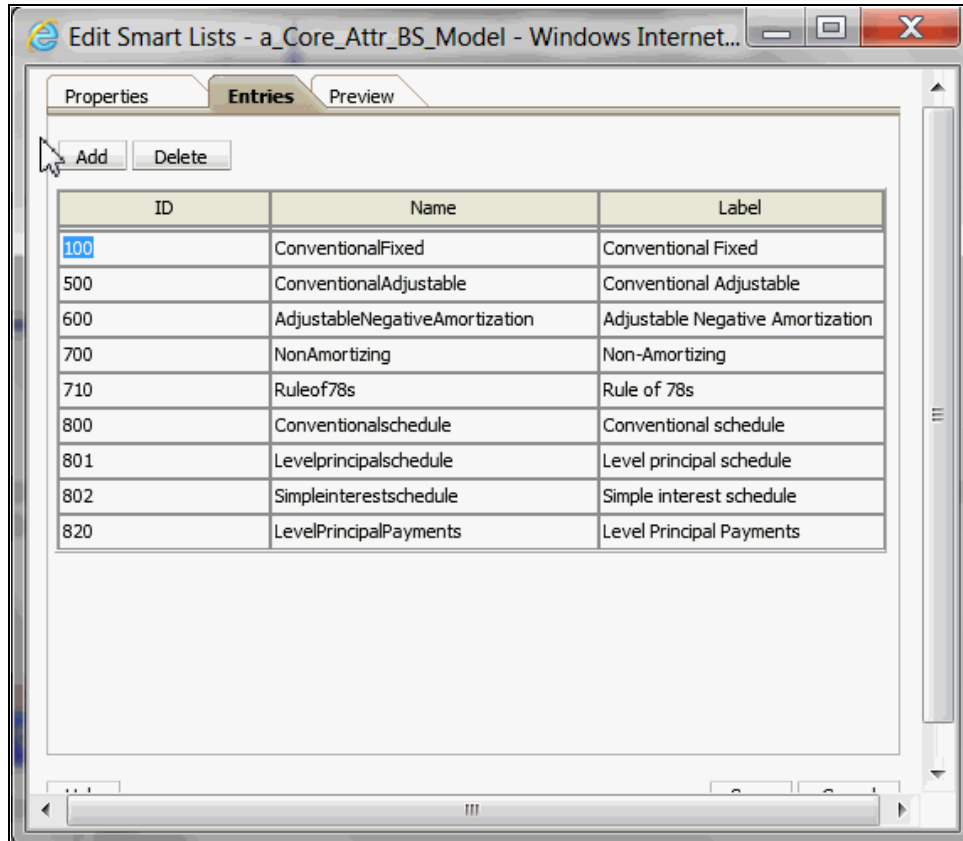 Edit Smart Lists - a_Core_Attr_BS_Model - Windows Internet...
Properties Entries Preview
Add Delete
ID Name Label
100 ConventionalFixed Conventional Fixed
500 ConventionalAdjustable Conventional Adjustable
600 AdjustableNegativeAmortization Adjustable Negative Amortization
700 NonAmortizing Non-Amortizing
710 Ruleof78s Rule of 78s
800 Conventionalschedule Conventional schedule
801 Levelprincipalschedule Level principal schedule
802 Simpleinterestschedule Simple interest schedule
820 LevelPrincipalPayments Level Principal Payments